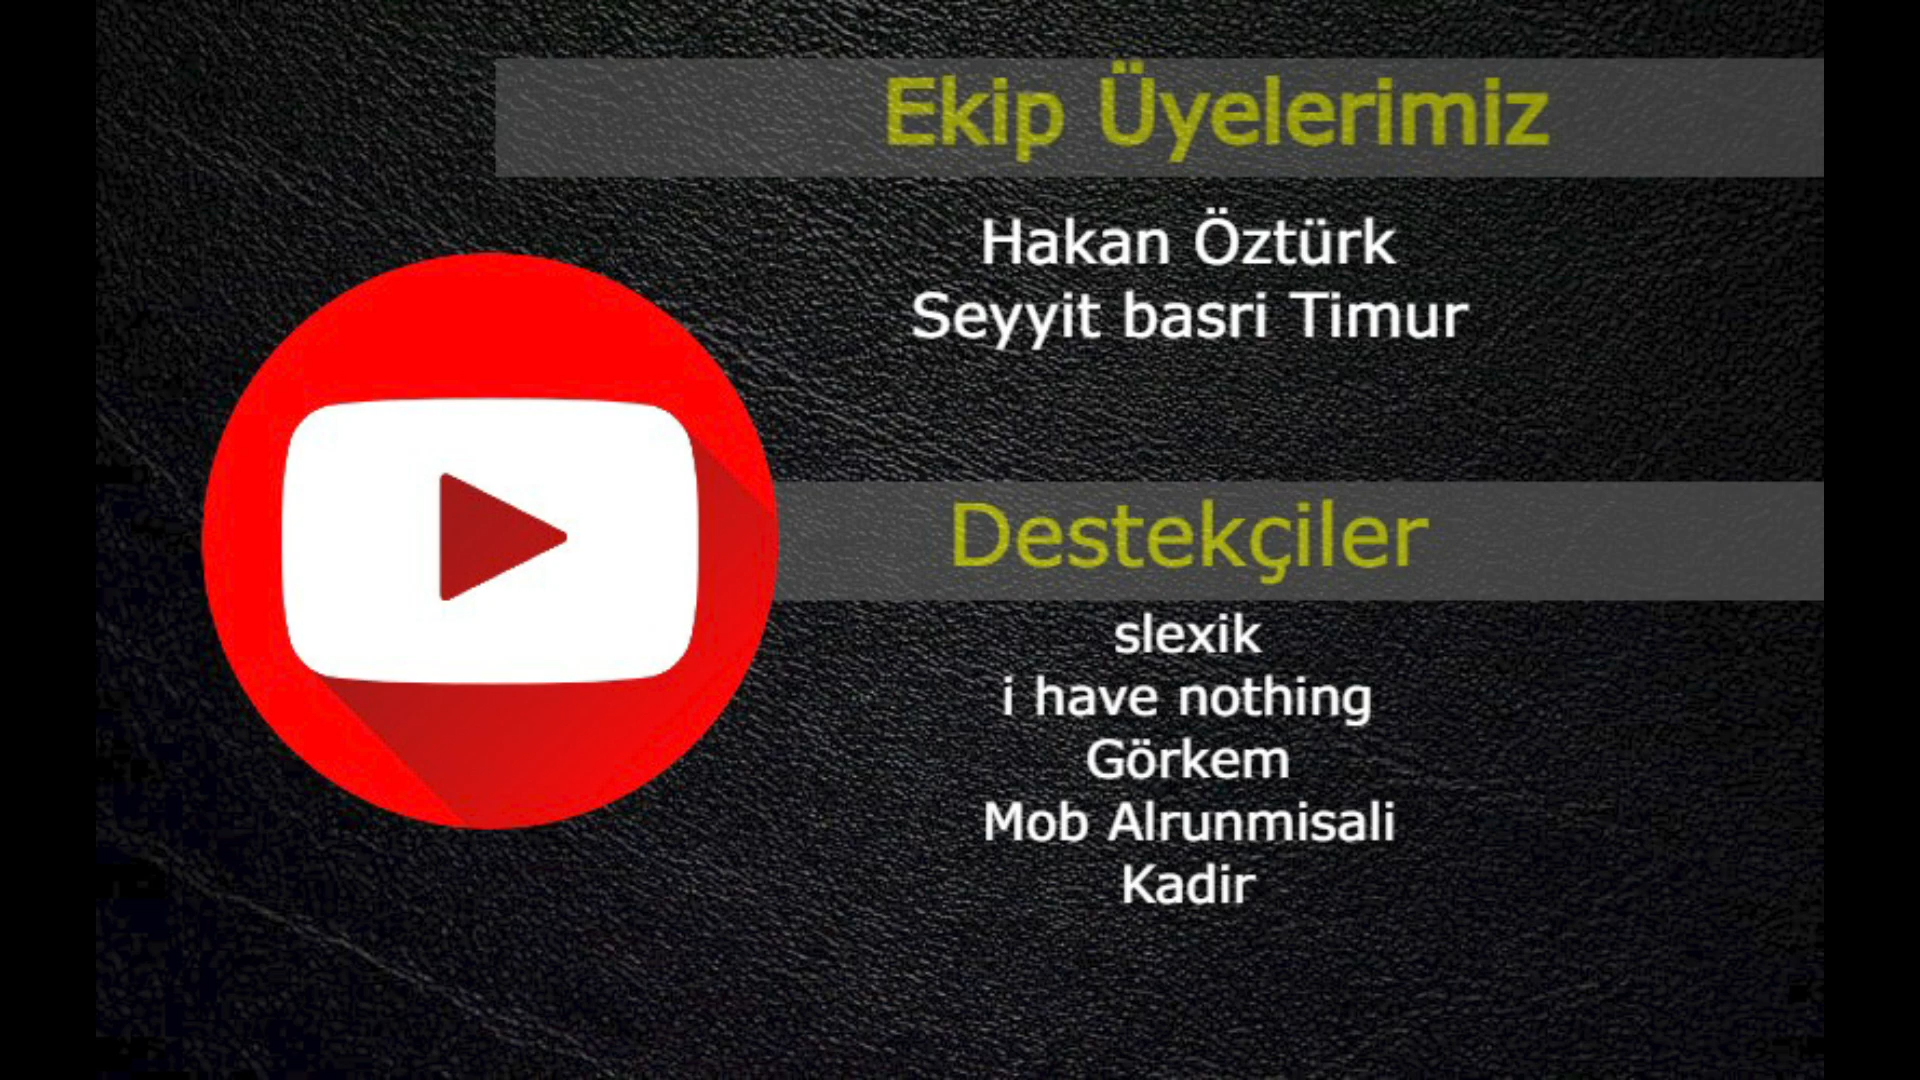 Ekip Üyelerimiz
Hakan Öztürk
Seyyit basri Timur
Destekçiler
slexik
i have nothing
Görkem
Mob Alrunmisali
Kadir